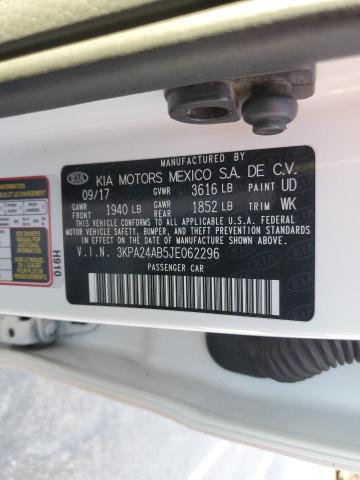 MANUFACTURED BY
KIA KIA MOTORS MEXICO S.A. DE C.V.
09/17 GVWR 3616 LB PAINT UD
GAWR FRONT 1940 LB GAWR REAR 1852 LB TRIM WK
THIS VEHICLE CONFORMS TO ALL APPLICABLE U.S.A. FEDERAL
MOTOR VEHICLE SAFETY, BUMPER, AND THEFT PREVENTION
STANDARDS IN EFFECT ON THE DATE OF MANUFACTURE SHOWN ABOVE.
V.I.N. 3KPA24AB5JE062296
PASSENGER CAR
H910